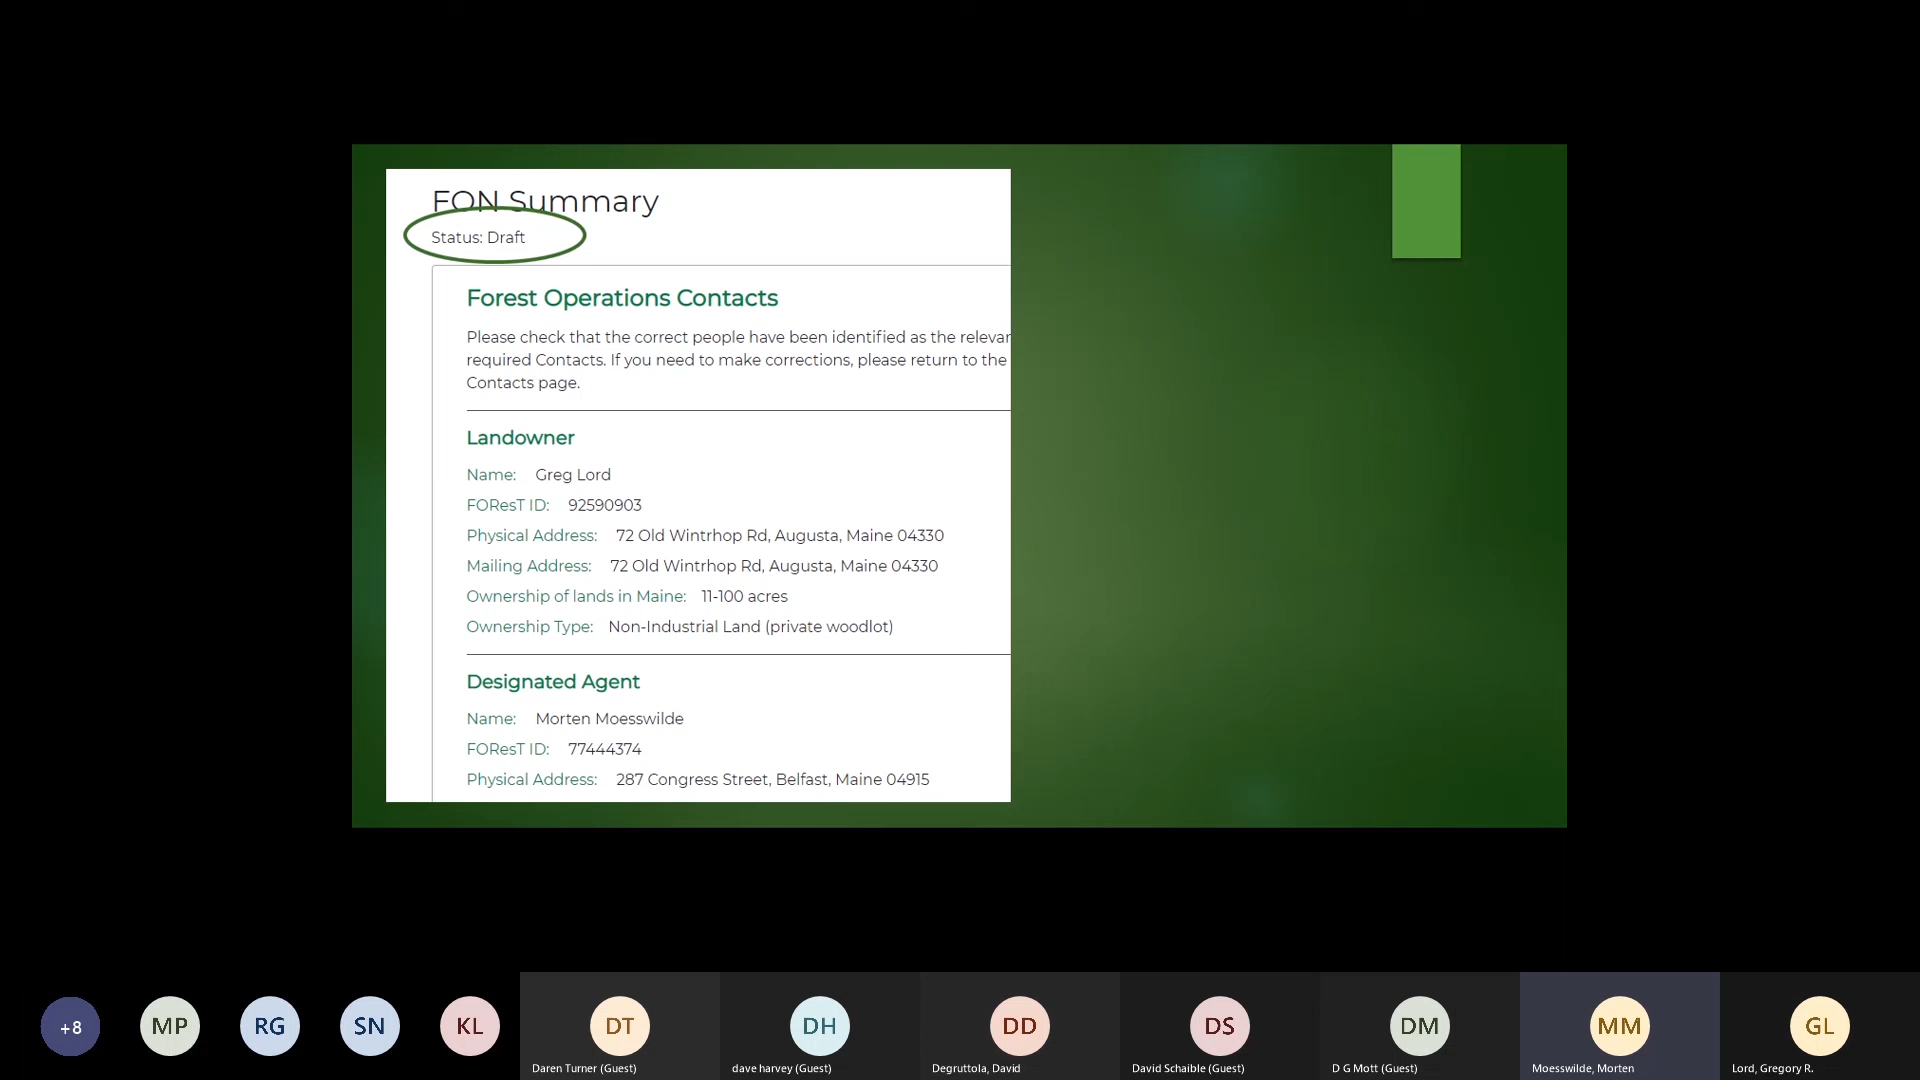 FON Summary
Status: Draft
Forest Operations Contacts
Please check that the correct people have been identified as the relevan
required Contacts. If you need to make corrections, please return to the
Contacts page.
Landowner
Name: Greg Lord
FOResT ID: 92590903
Physical Address: 72 Old Wintrhop Rd, Augusta, Maine 04330
Mailing Address: 72 Old Wintrhop Rd, Augusta, Maine 04330
Ownership of lands in Maine: 11-100 acres
Ownership Type: Non-Industrial Land (private woodlot)
Designated Agent
Name: Morten Moesswilde
FOResT ID: 77444374
Physical Address: 287 Congress Street, Belfast, Maine 04915
+8 MP RG SN KL DT DH DD DS DM MM GL
Daren Turner (Guest) dave harvey (Guest) Degruttola, David David Schaible (Guest) D G Mott (Guest) Moesswilde, Morten Lord, Gregory R.